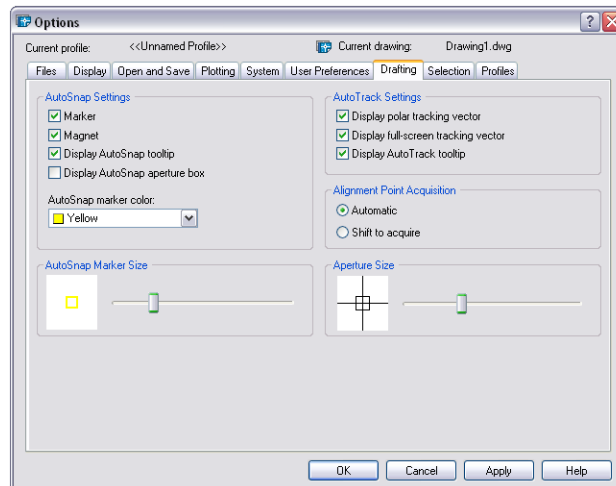 Options
Current profile: <<Unnamed Profile>> Current drawing: Drawing1.dwg
Files Display Open and Save Plotting System User Preferences Drafting Selection Profiles
AutoSnap Settings
Marker
Magnet
Display AutoSnap tooltip
Display AutoSnap aperture box
AutoSnap marker color:
Yellow
AutoTrack Settings
Display polar tracking vector
Display full-screen tracking vector
Display AutoTrack tooltip
Alignment Point Acquisition
Automatic
Shift to acquire
AutoSnap Marker Size
Aperture Size
OK Cancel Apply Help